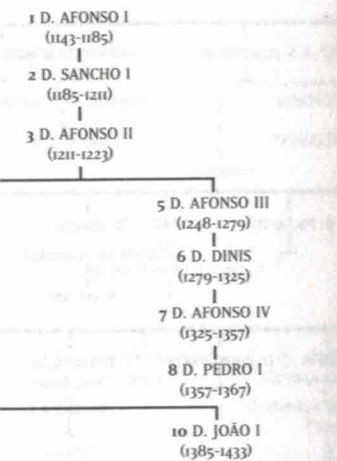 1 D. AFONSO I
(1143-1185)
2 D. SANCHO I
(1185-1211)
3 D. AFONSO II
(1211-1223)
5 D. AFONSO III
(1248-1279)
6 D. DINIS
(1279-1325)
7 D. AFONSO IV
(1325-1357)
8 D. PEDRO I
(1357-1367)
10 D. JOÃO I
(1385-1433)